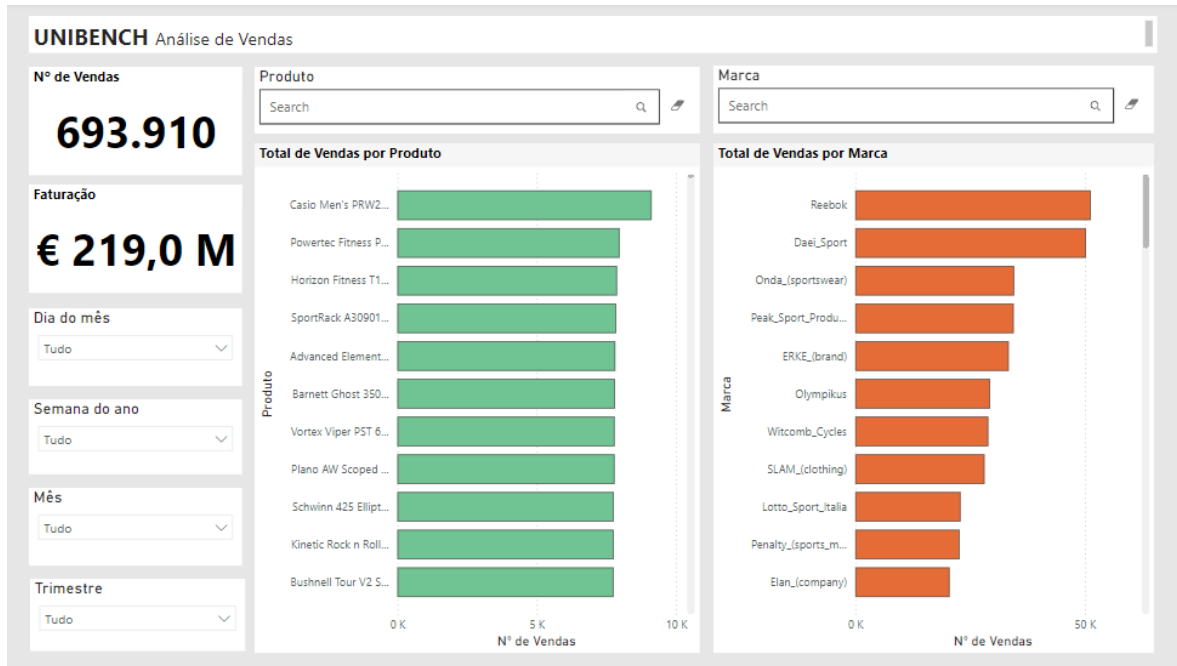 UNIBENCH Análise de Vendas
Nº de Vendas
693.910
Faturação
€ 219,0 M
Dia do mês
Tudo
Semana do ano
Tudo
Mês
Tudo
Trimestre
Tudo
Produto
Search
Total de Vendas por Produto
Produto
Casio Men's PRW2...
Powertec Fitness P...
Horizon Fitness T1...
SportRack A30901...
Advanced Element...
Barnett Ghost 350...
Vortex Viper PST 6...
Plano AW Scoped ...
Schwinn 425 Ellipt...
Kinetic Rock n Roll...
Bushnell Tour V2 S...
0 K 5 K 10 K
Nº de Vendas
Marca
Search
Total de Vendas por Marca
Marca
Reebok
Daei_Sport
Onda_(sportswear)
Peak_Sport_Produ...
ERKE_(brand)
Olympikus
Witcomb_Cycles
SLAM_(clothing)
Lotto_Sport_Italia
Penalty_(sports_m...
Elan_(company)
0 K 50 K
Nº de Vendas